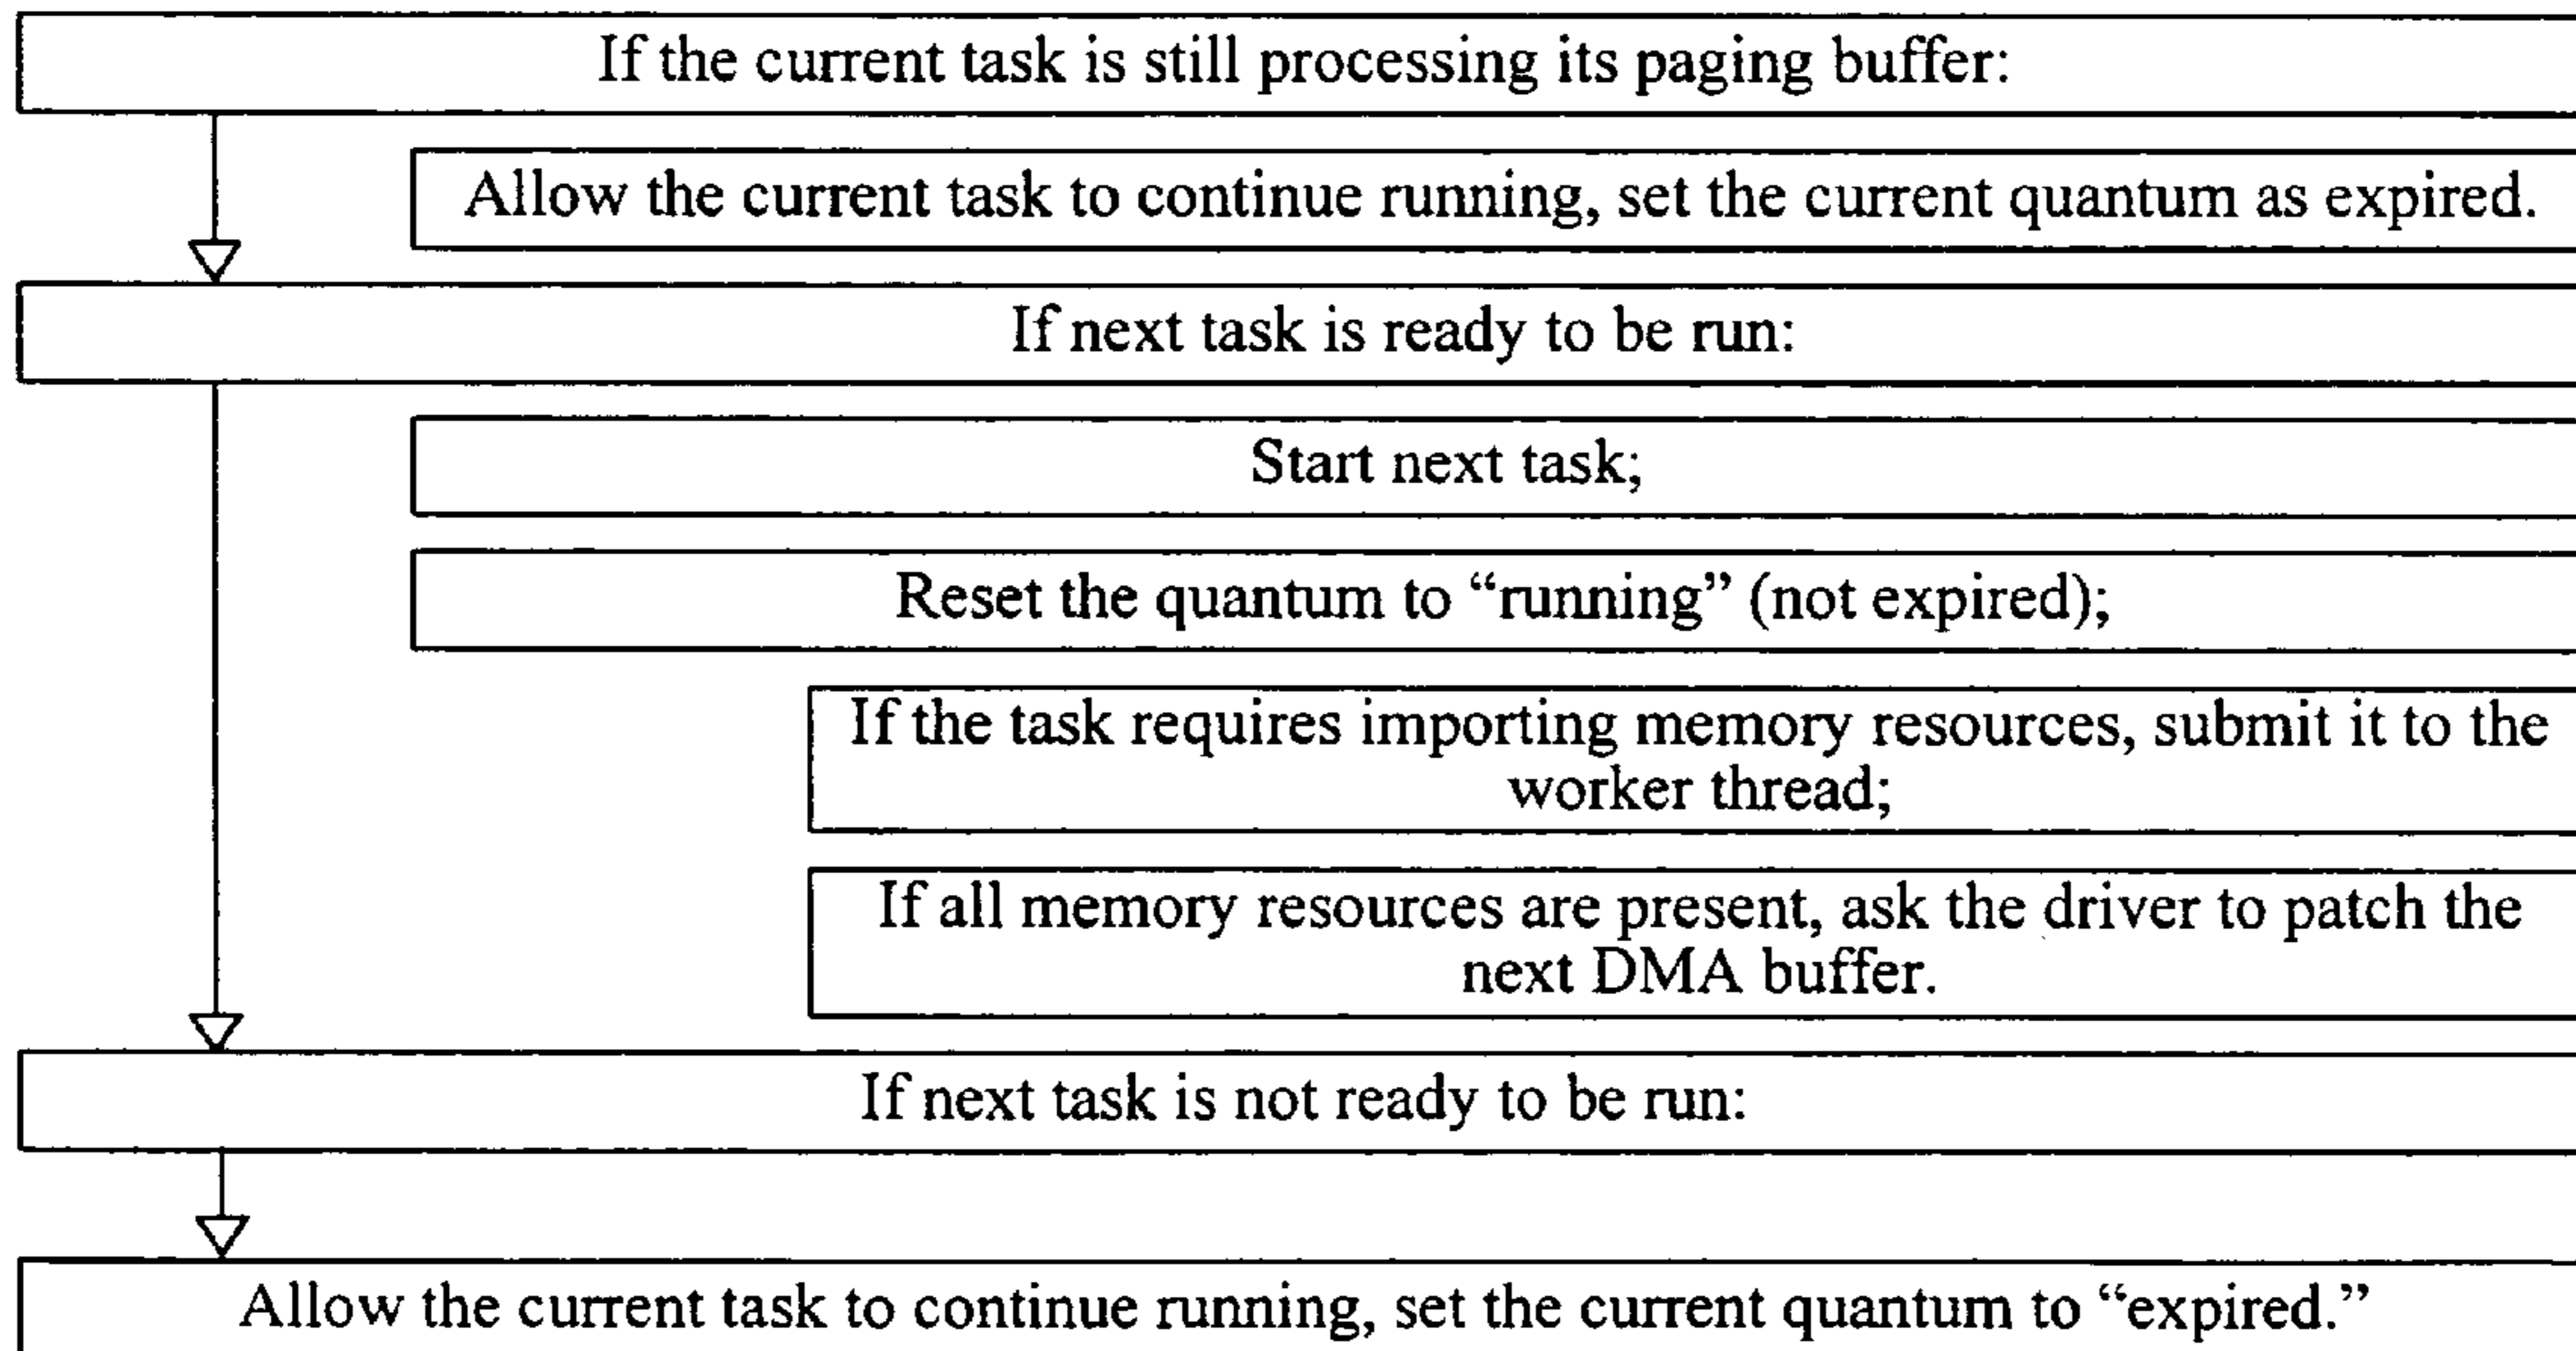 If the current task is still processing its paging buffer:
Allow the current task to continue running, set the current quantum as expired.
If next task is ready to be run:
Start next task;
Reset the quantum to “running” (not expired);
If the task requires importing memory resources, submit it to the
worker thread;
If all memory resources are present, ask the driver to patch the
next DMA buffer.
If next task is not ready to be run:
Allow the current task to continue running, set the current quantum to “expired.”